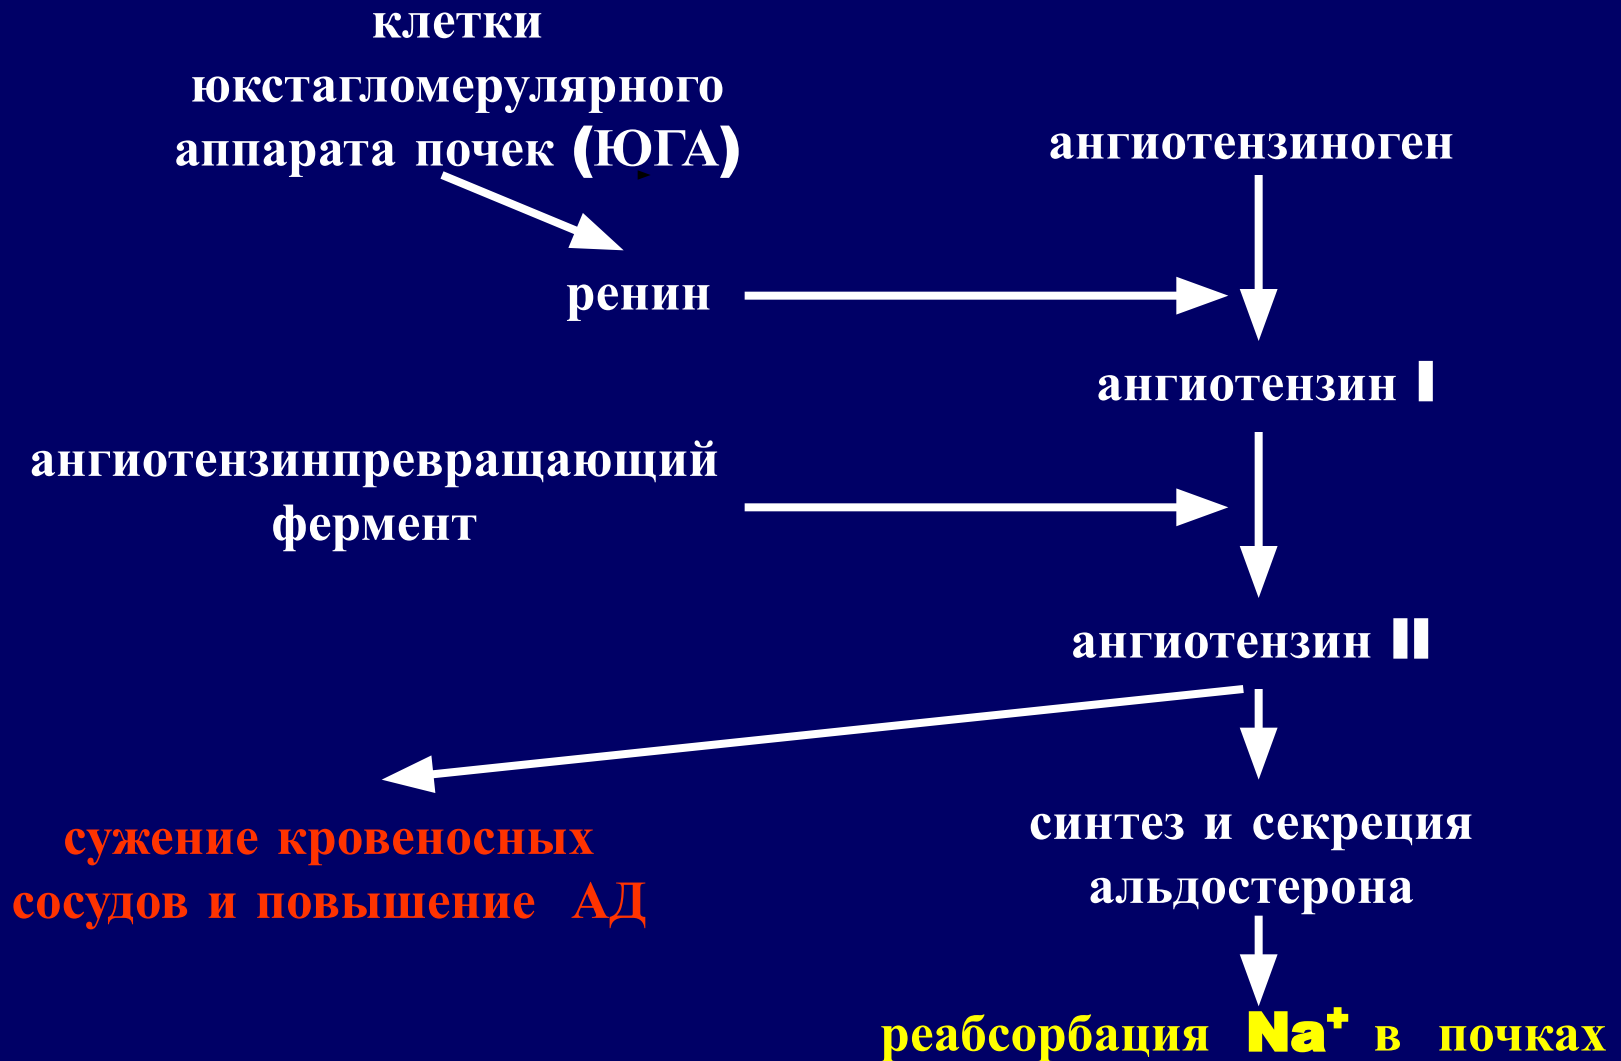 клетки
юкстагломерулярного
аппарата почек (ЮГА)
ангиотензиноген
ренин
ангиотензин I
ангиотензинпревращающий
фермент
ангиотензин II
сужение кровеносных
сосудов и повышение АД
синтез и секреция
альдостерона
реабсорбация Na⁺ в почках